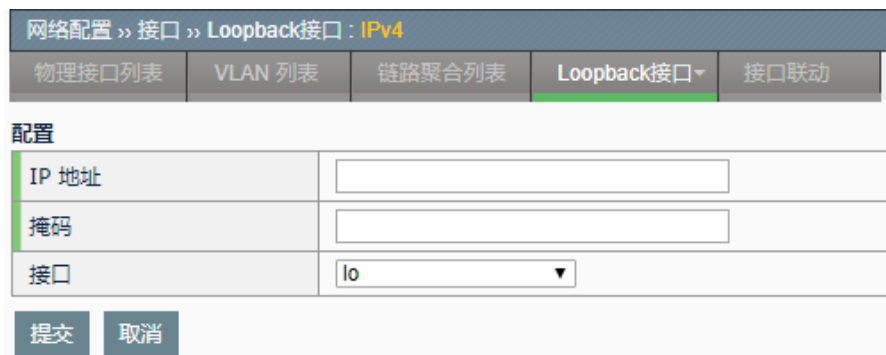 网络配置 ›› 接口 ›› Loopback接口 : IPv4
物理接口列表 VLAN 列表 链路聚合列表 Loopback接口 接口联动
配置
IP 地址
掩码
接口 lo
提交 取消